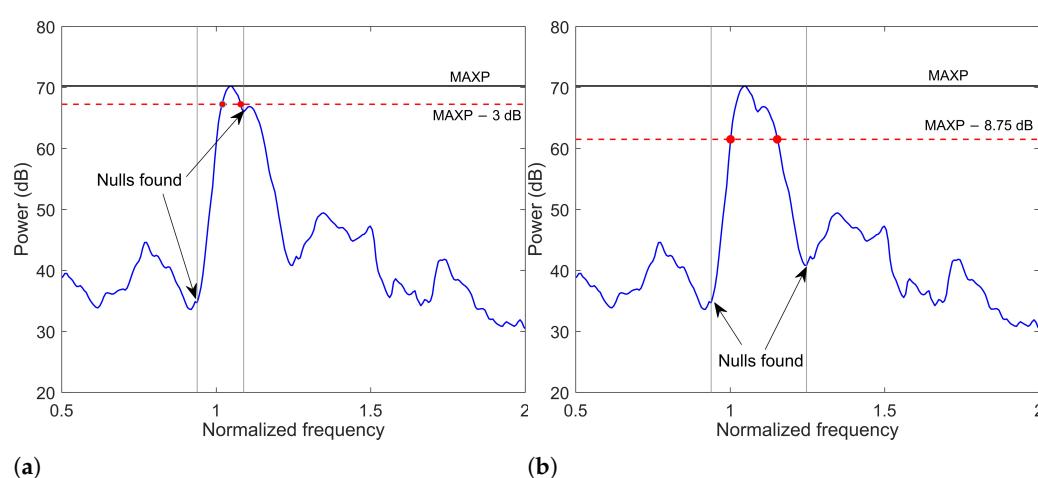 80
70
60
50
40
30
20
Power (dB)
MAXP
MAXP − 3 dB
Nulls found
0.5
1
1.5
2
Normalized frequency
(a)
80
70
60
50
40
30
20
Power (dB)
MAXP
MAXP − 8.75 dB
Nulls found
0.5
1
1.5
2
Normalized frequency
(b)